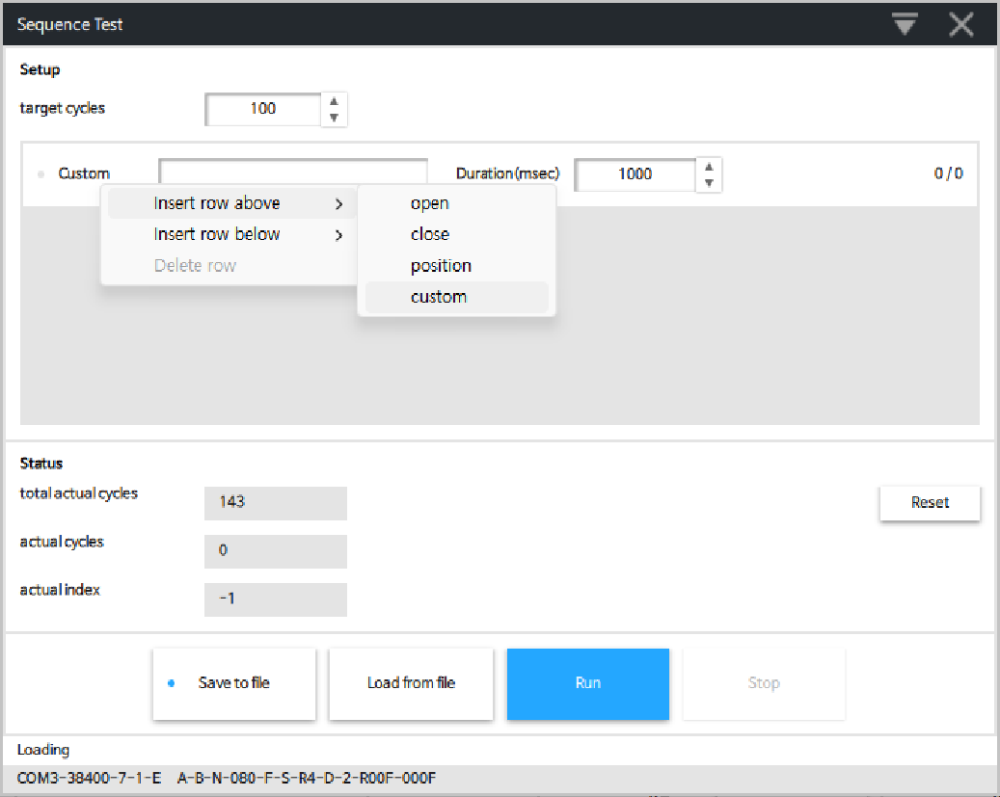 Sequence Test
Setup
target cycles 100
Custom Duration(msec) 1000 0 / 0
Insert row above open
Insert row below close
Delete row position
custom
Status
total actual cycles 143 Reset
actual cycles 0
actual index -1
Save to file Load from file Run Stop
Loading
COM3-38400-7-1-E A-B-N-080-F-S-R4-D-2-R00F-000F